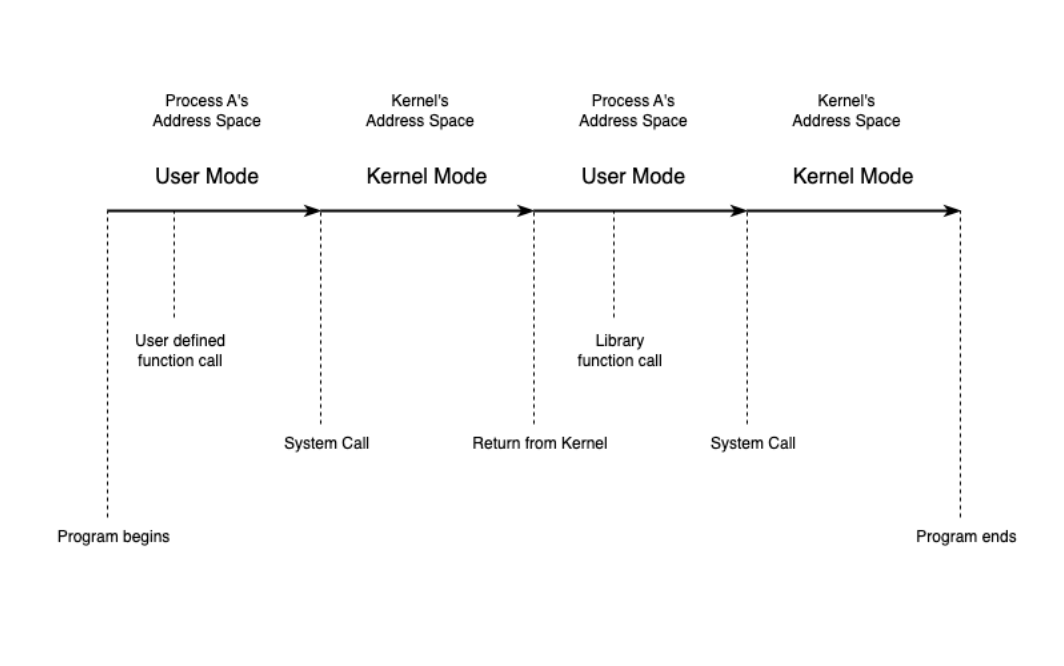 Process A's
Address Space
Kernel's
Address Space
Process A's
Address Space
Kernel's
Address Space
User Mode
Kernel Mode
User Mode
Kernel Mode
User defined
function call
Library
function call
System Call
Return from Kernel
System Call
Program begins
Program ends